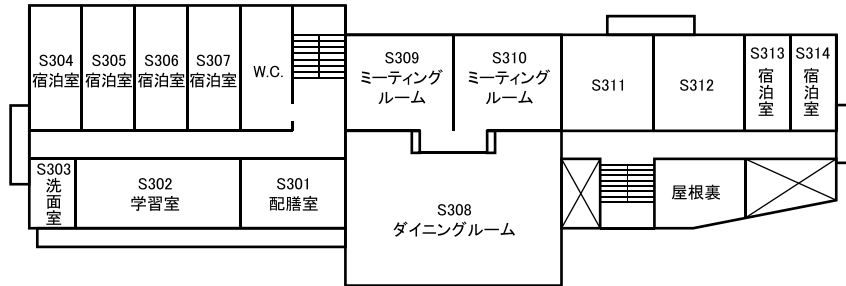 S304
宿泊室
S305
宿泊室
S306
宿泊室
S307
宿泊室
W.C.
S309
ミーティング
ルーム
S310
ミーティング
ルーム
S311
S312
S313
宿泊室
S314
宿泊室
S303
洗面室
S302
学習室
S301
配膳室
S308
ダイニングルーム
屋根裏